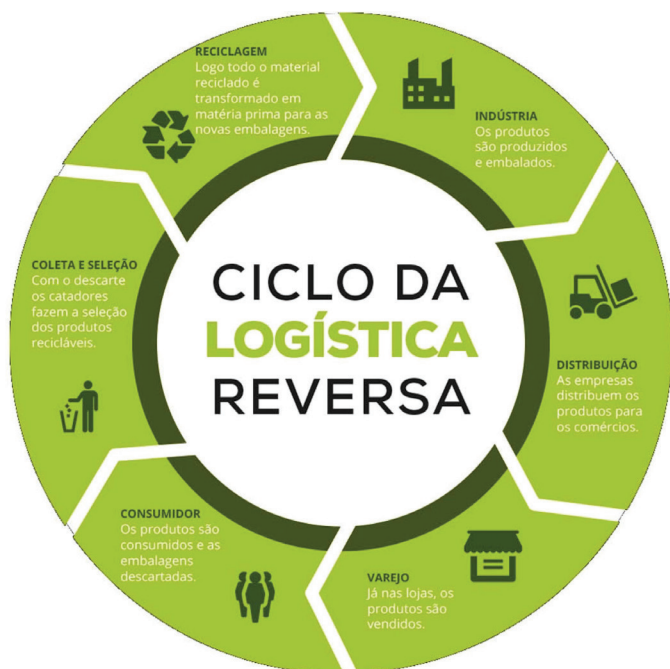 CICLO DA
LOGÍSTICA
REVERSA
INDÚSTRIA
Os produtos
são produzidos
e embalados.
DISTRIBUIÇÃO
As empresas
distribuem os
produtos para
os comércios.
VAREJO
Já nas lojas, os
produtos são
vendidos.
CONSUMIDOR
Os produtos são
consumidos e as
embalagens
descartadas.
COLETA E SELEÇÃO
Com o descarte
os catadores
fazem a seleção
dos produtos
recicláveis.
RECICLAGEM
Logo todo o material
reciclado é
transformado em
matéria prima para as
novas embalagens.